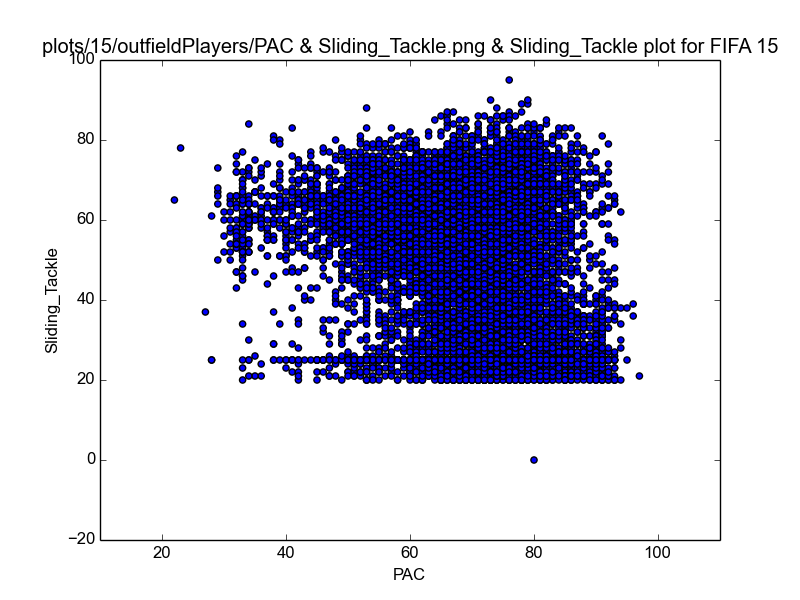 plots/15/outfieldPlayers/PAC & Sliding_Tackle.png & Sliding_Tackle plot for FIFA 15
100
80
60
40
20
0
−20
Sliding_Tackle
20 40 60 80 100
PAC